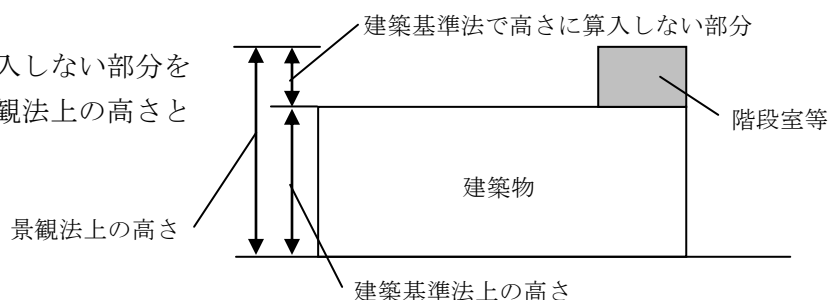 建築基準法で高さに算入しない部分
入しない部分を
観法上の高さと
階段室等
建築物
景観法上の高さ
建築基準法上の高さ